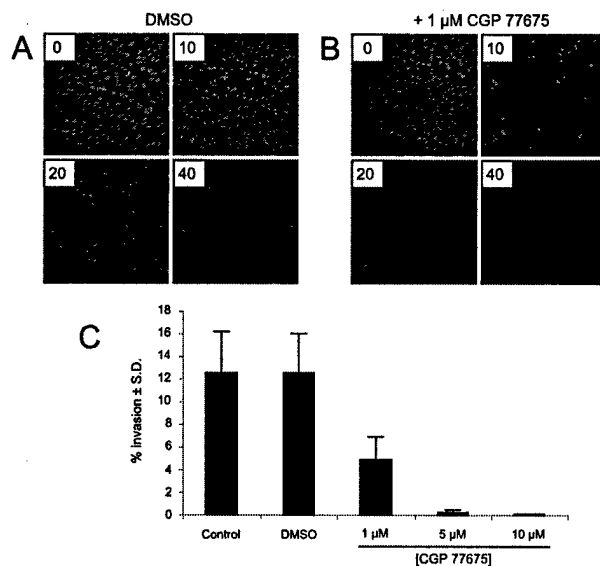 DMSO
+ 1 µM CGP 77675
A
0
10
20
40
B
0
10
20
40
C
% invasion ± S.D.
18
16
14
12
10
8
6
4
2
0
Control
DMSO
1 µM
5 µM
10 µM
[CGP 77675]